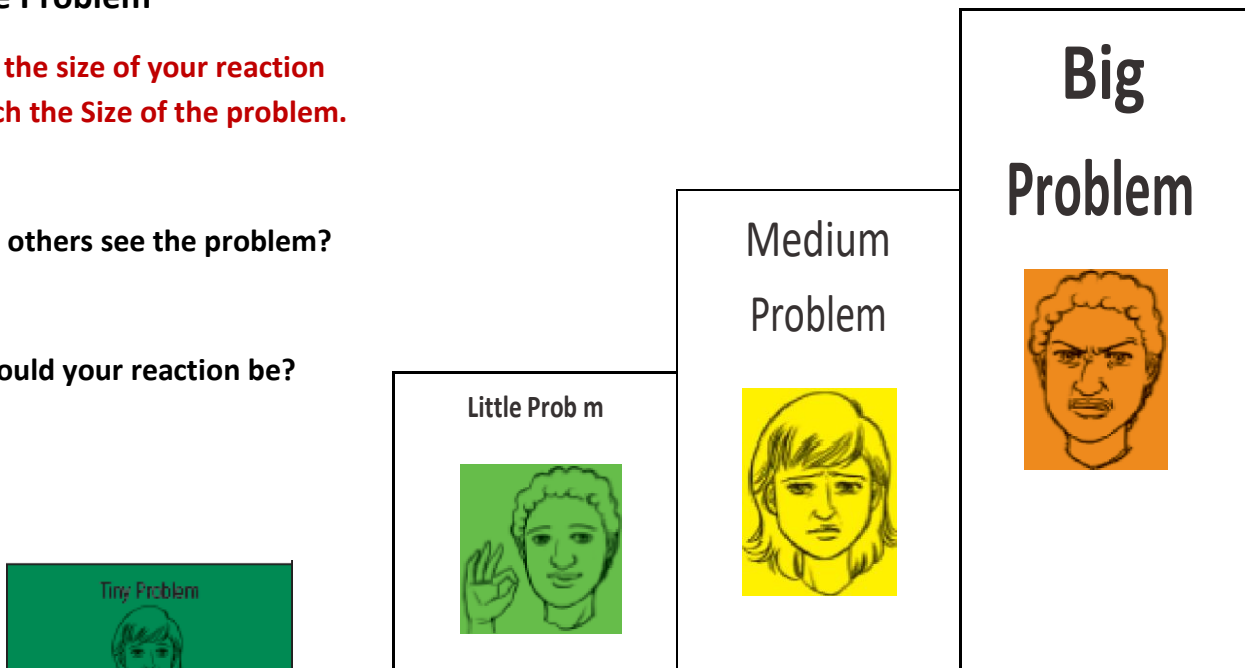 e Problem
the size of your reaction
ch the Size of the problem.
others see the problem?
ould your reaction be?
Tiny Problem
Little Prob m
Medium
Problem
Big
Problem